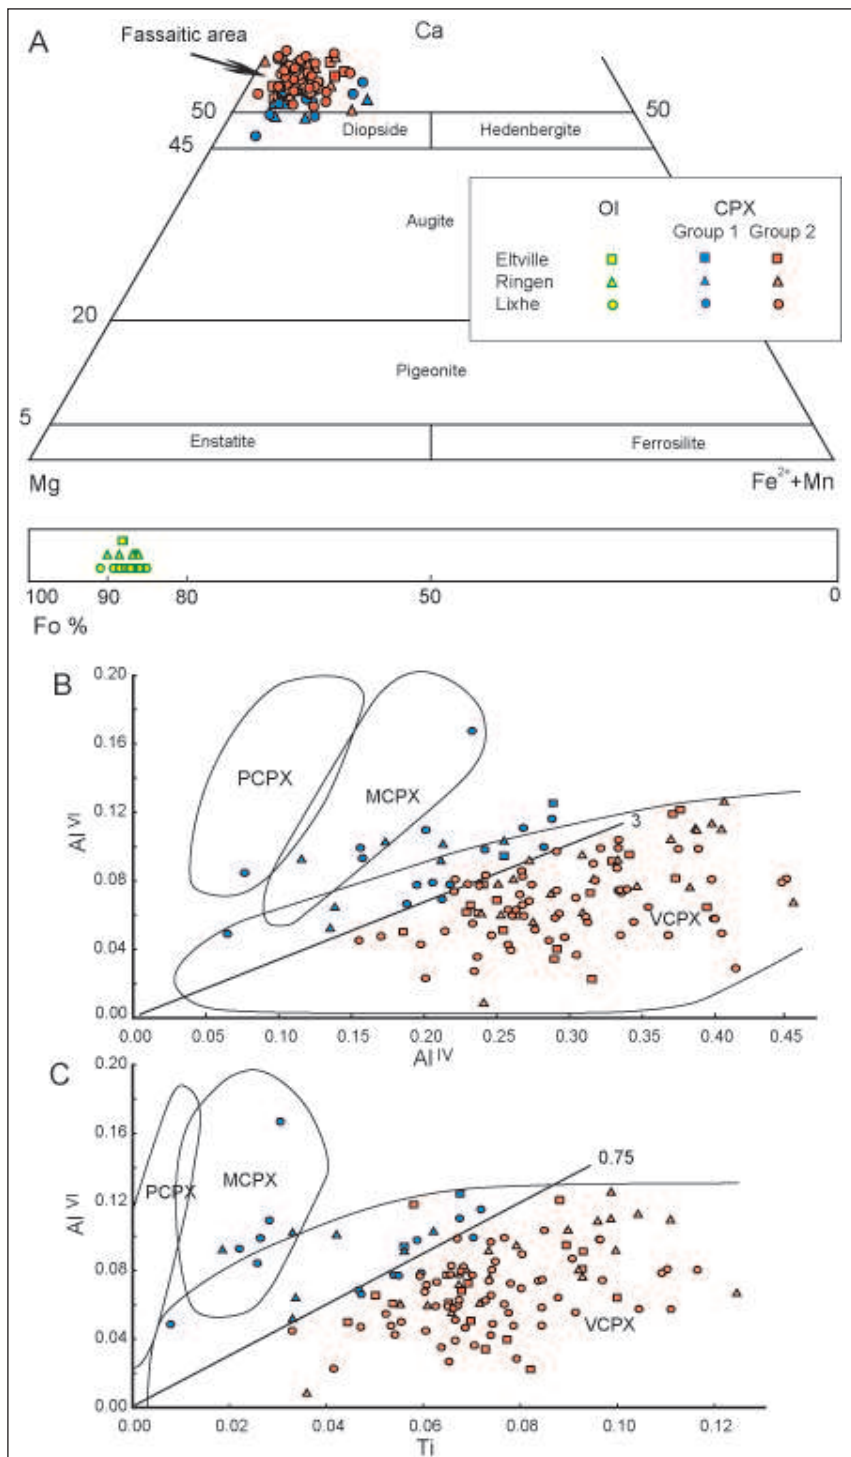 A
Fassaitic area
Ca
50
50
45
Diopside
Hedenbergite
Augite
Ol
CPX
Group 1 Group 2
Eltville
Ringen
Lixhe
20
Pigeonite
5
Enstatite
Ferrosilite
Mg
Fe²⁺+Mn
100
90
80
50
0
Fo %
B
0.20
0.16
0.12
0.08
0.04
0.00
Al VI
PCPX
MCPX
3
VCPX
0.00
0.05
0.10
0.15
0.20
0.25
0.30
0.35
0.40
0.45
Al IV
C
0.20
0.16
0.12
0.08
0.04
0.00
Al VI
PCPX
MCPX
0.75
VCPX
0.00
0.02
0.04
0.06
0.08
0.10
0.12
Ti